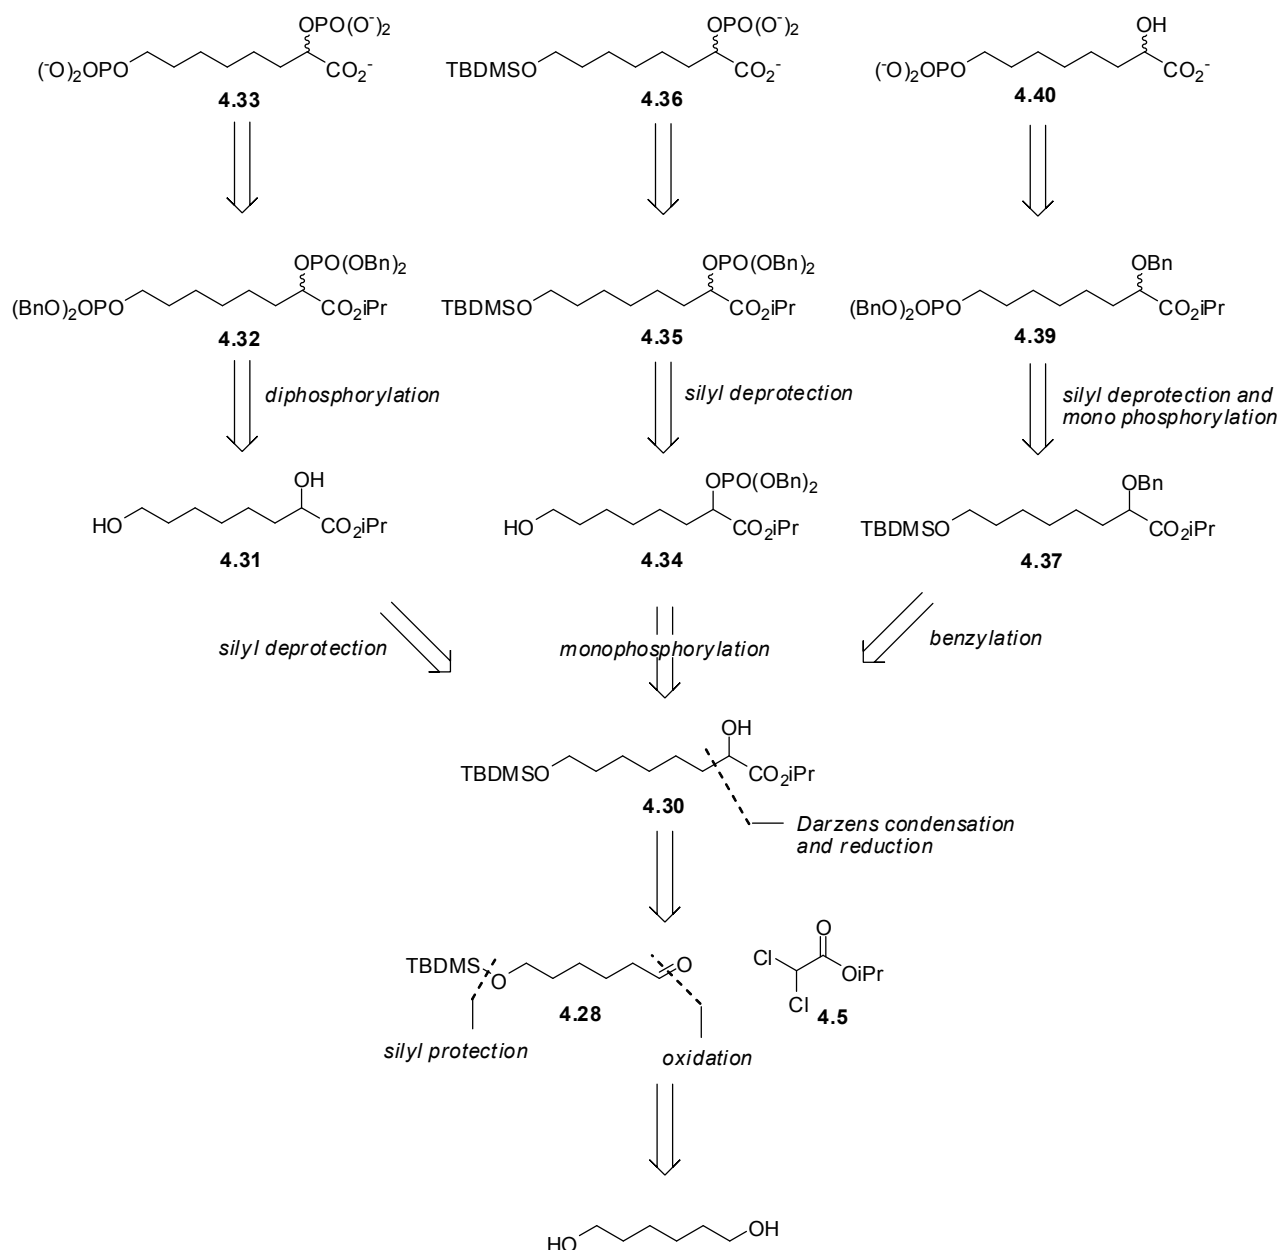 OPO(O⁻)₂
(⁻O)₂OPO
CO₂⁻
4.33
OPO(O⁻)₂
TBDMSO
CO₂⁻
4.36
OH
(⁻O)₂OPO
CO₂⁻
4.40
OPO(OBn)₂
(BnO)₂OPO
CO₂iPr
4.32
OPO(OBn)₂
TBDMSO
CO₂iPr
4.35
OBn
(BnO)₂OPO
CO₂iPr
4.39
diphosphorylation
silyl deprotection
silyl deprotection and
mono phosphorylation
OH
HO
CO₂iPr
4.31
OPO(OBn)₂
HO
CO₂iPr
4.34
OBn
TBDMSO
CO₂iPr
4.37
silyl deprotection
monophosphorylation
benzylation
OH
TBDMSO
CO₂iPr
4.30
Darzens condensation
and reduction
TBDMS
O
O
4.28
O
Cl
OiPr
Cl
4.5
silyl protection
oxidation
OH
HO